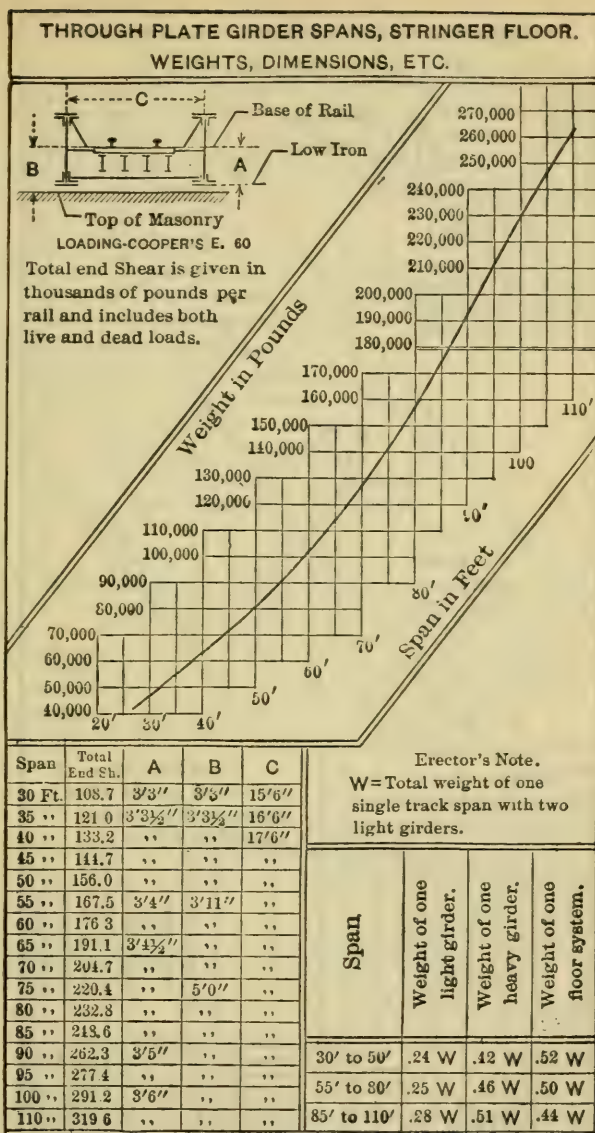 THROUGH PLATE GIRDER SPANS, STRINGER FLOOR.
WEIGHTS, DIMENSIONS, ETC.
C
Base of Rail
Low Iron
B
A
Top of Masonry
LOADING-COOPER'S E. 60
Total end Shear is given in
thousands of pounds per
rail and includes both
live and dead loads.
Weight in Pounds
270,000
260,000
250,000
240,000
230,000
220,000
210,000
200,000
190,000
180,000
170,000
160,000
150,000
140,000
130,000
120,000
110,000
100,000
90,000
80,000
70,000
60,000
50,000
40,000
20' 30' 40' 50' 60' 70' 80' 90' 100 110'
Span in Feet
Span Total End Sh. A B C
30 Ft. 108.7 3'3" 3'3" 15'6"
35 ,, 121 0 3'3½" 3'3½" 16'6"
40 ,, 133.2 ,, ,, 17'6"
45 ,, 144.7 ,, ,, ,,
50 ,, 156.0 ,, ,, ,,
55 ,, 167.5 3'4" 3'11" ,,
60 ,, 176 3 ,, ,, ,,
65 ,, 191.1 3'4½" ,, ,,
70 ,, 204.7 ,, ,, ,,
75 ,, 220.4 ,, 5'0" ,,
80 ,, 232.8 ,, ,, ,,
85 ,, 248.6 ,, ,, ,,
90 ,, 262.3 3'5" ,, ,,
95 ,, 277.4 ,, ,, ,,
100 ,, 291.2 3'6" ,, ,,
110 ,, 319 6 ,, ,, ,,
Erector's Note.
W=Total weight of one
single track span with two
light girders.
Span Weight of one light girder. Weight of one heavy girder. Weight of one floor system.
30' to 50' .24 W .42 W .52 W
55' to 80' .25 W .46 W .50 W
85' to 110' .28 W .51 W .44 W